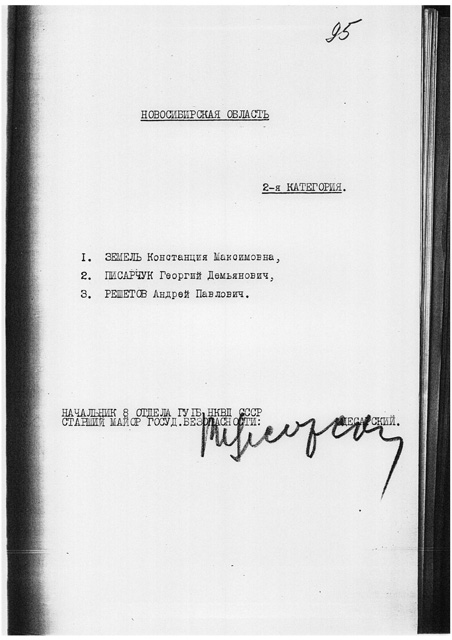 95
НОВОСИБИРСКАЯ ОБЛАСТЬ
2-я КАТЕГОРИЯ.
1. ЗЕМЕЛЬ Констанция Максимовна,
2. ПИСАРЧУК Георгий Демьянович,
3. РЕШЕТОВ Андрей Павлович.
НАЧАЛЬНИК 8 ОТДЕЛА ГУГБ НКВД СССР
СТАРШИЙ МАЙОР ГОСУД.БЕЗОПАСНОСТИ: ЦЕСАРСКИЙ.